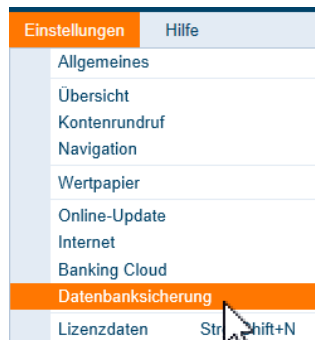 Einstellungen Hilfe
Allgemeines
Übersicht
Kontenrundruf
Navigation
Wertpapier
Online-Update
Internet
Banking Cloud
Datenbanksicherung
Lizenzdaten